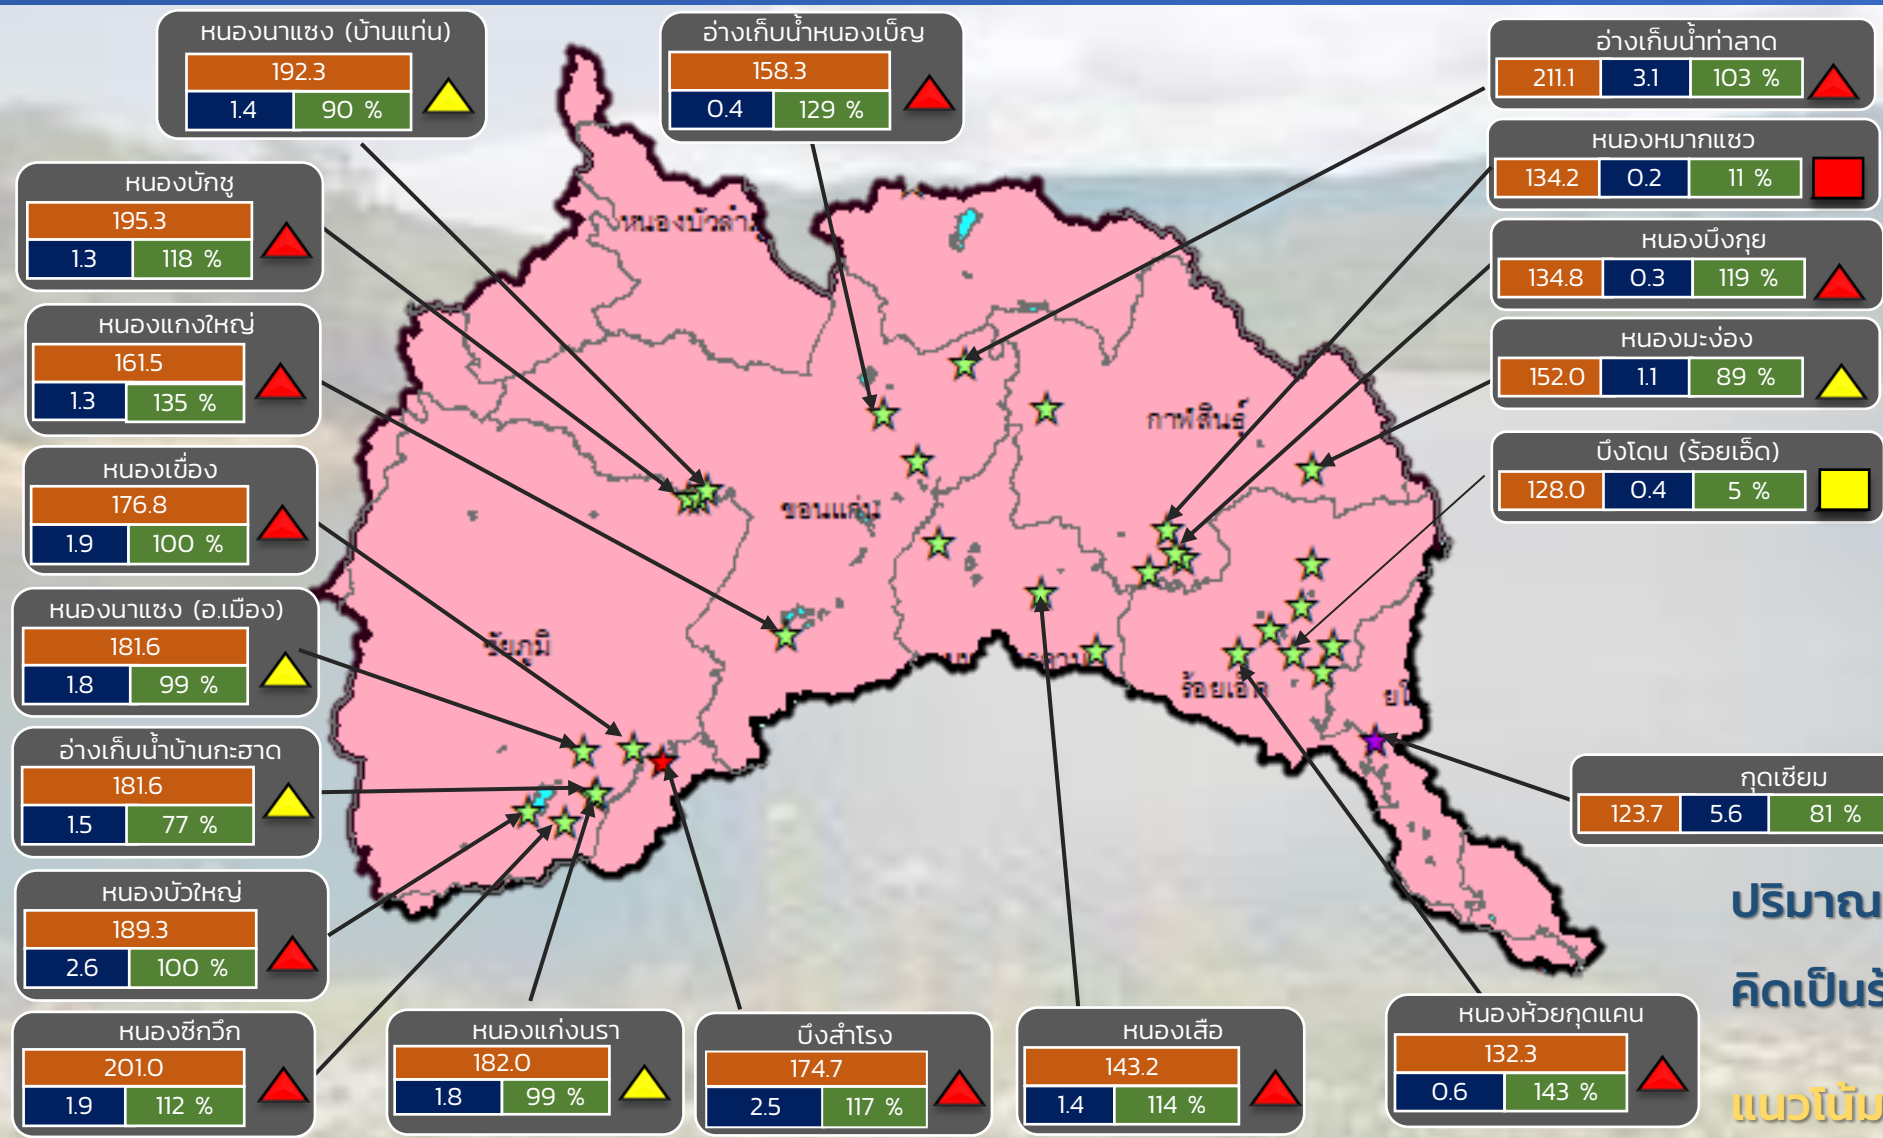 หนองนาแซง (บ้านแท่น)
192.3
1.4 90 %
อ่างเก็บน้ำหนองเบ็ญ
158.3
0.4 129 %
อ่างเก็บน้ำท่าลาด
211.1 3.1 103 %
หนองหมากแซว
134.2 0.2 11 %
หนองบึงกุย
134.8 0.3 119 %
หนองมะง่อง
152.0 1.1 89 %
บึงโดน (ร้อยเอ็ด)
128.0 0.4 5 %
หนองบักซู
195.3
1.3 118 %
หนองแกงใหญ่
161.5
1.3 135 %
หนองเขื่อง
176.8
1.9 100 %
หนองนาแซง (อ.เมือง)
181.6
1.8 99 %
อ่างเก็บน้ำบ้านกะฮาด
181.6
1.5 77 %
หนองบัวใหญ่
189.3
2.6 100 %
หนองซีกวึก
201.0
1.9 112 %
หนองแก่งนรา
182.0
1.8 99 %
บึงสำโรง
174.7
2.5 117 %
หนองเสือ
143.2
1.4 114 %
หนองห้วยกุดแคน
132.3
0.6 143 %
กุดเซียม
123.7 5.6 81 %
หนองบัวลำ
กาฬสินธุ์
ขอนแก่น
ชัยภูมิ
ร้อยเอ็ด
ปริมาณ
คิดเป็นร้
แนวโน้ม